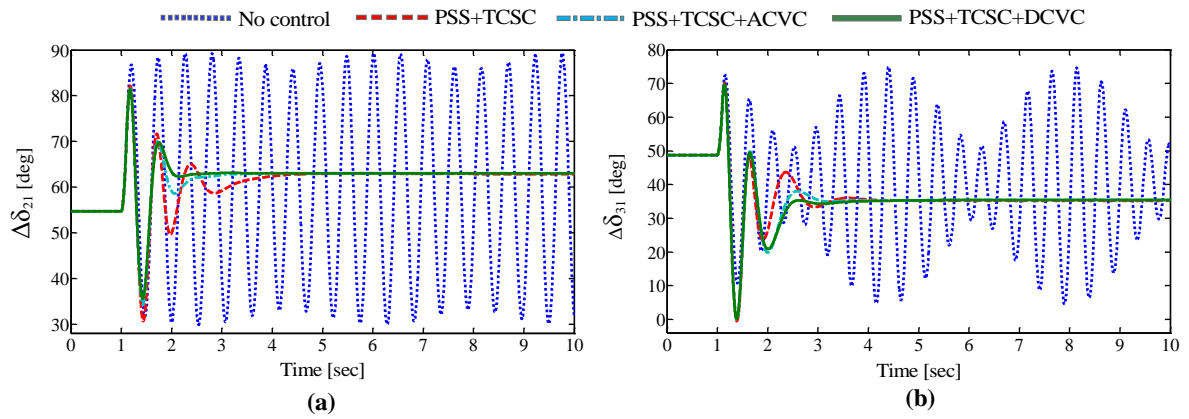 No control PSS+TCSC PSS+TCSC+ACVC PSS+TCSC+DCVC
90
80
70
60
50
40
30
Δδ21 [deg]
0 1 2 3 4 5 6 7 8 9 10
Time [sec]
(a)
80
70
60
50
40
30
20
10
0
Δδ31 [deg]
0 1 2 3 4 5 6 7 8 9 10
Time [sec]
(b)